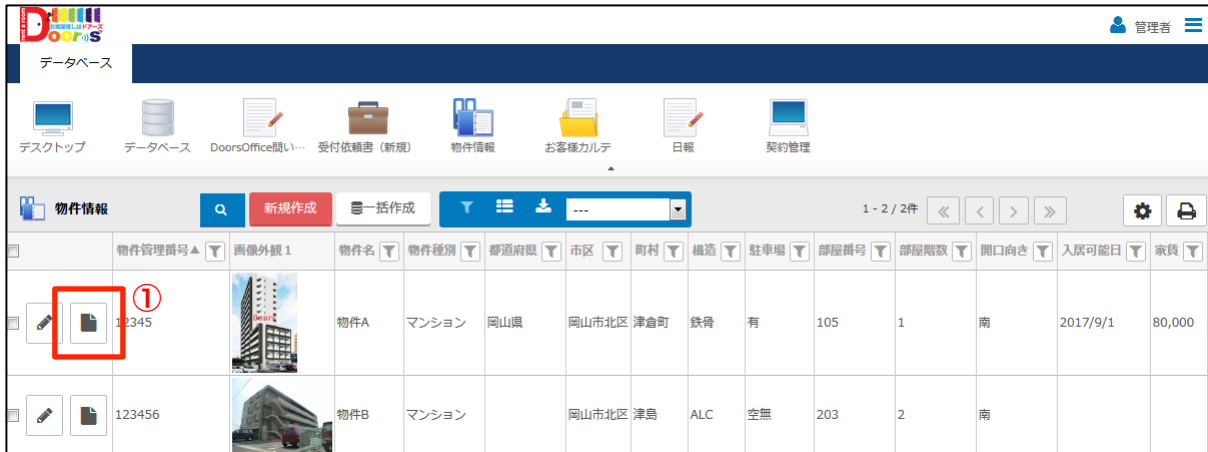 rent a room
お部屋探しはドアーズ
Doors
管理者
データベース
デスクトップ
データベース
DoorsOffice問い…
受付依頼書（新規）
物件情報
お客様カルテ
日報
契約管理
物件情報
新規作成
一括作成
---
1 - 2 / 2件
物件管理番号▲ 画像外観１ 物件名 物件種別 都道府県 市区 町村 構造 駐車場 部屋番号 部屋階数 開口向き 入居可能日 家賃
①
12345 物件A マンション 岡山県 岡山市北区 津倉町 鉄骨 有 105 1 南 2017/9/1 80,000
123456 物件B マンション 岡山市北区 津島 ALC 空無 203 2 南